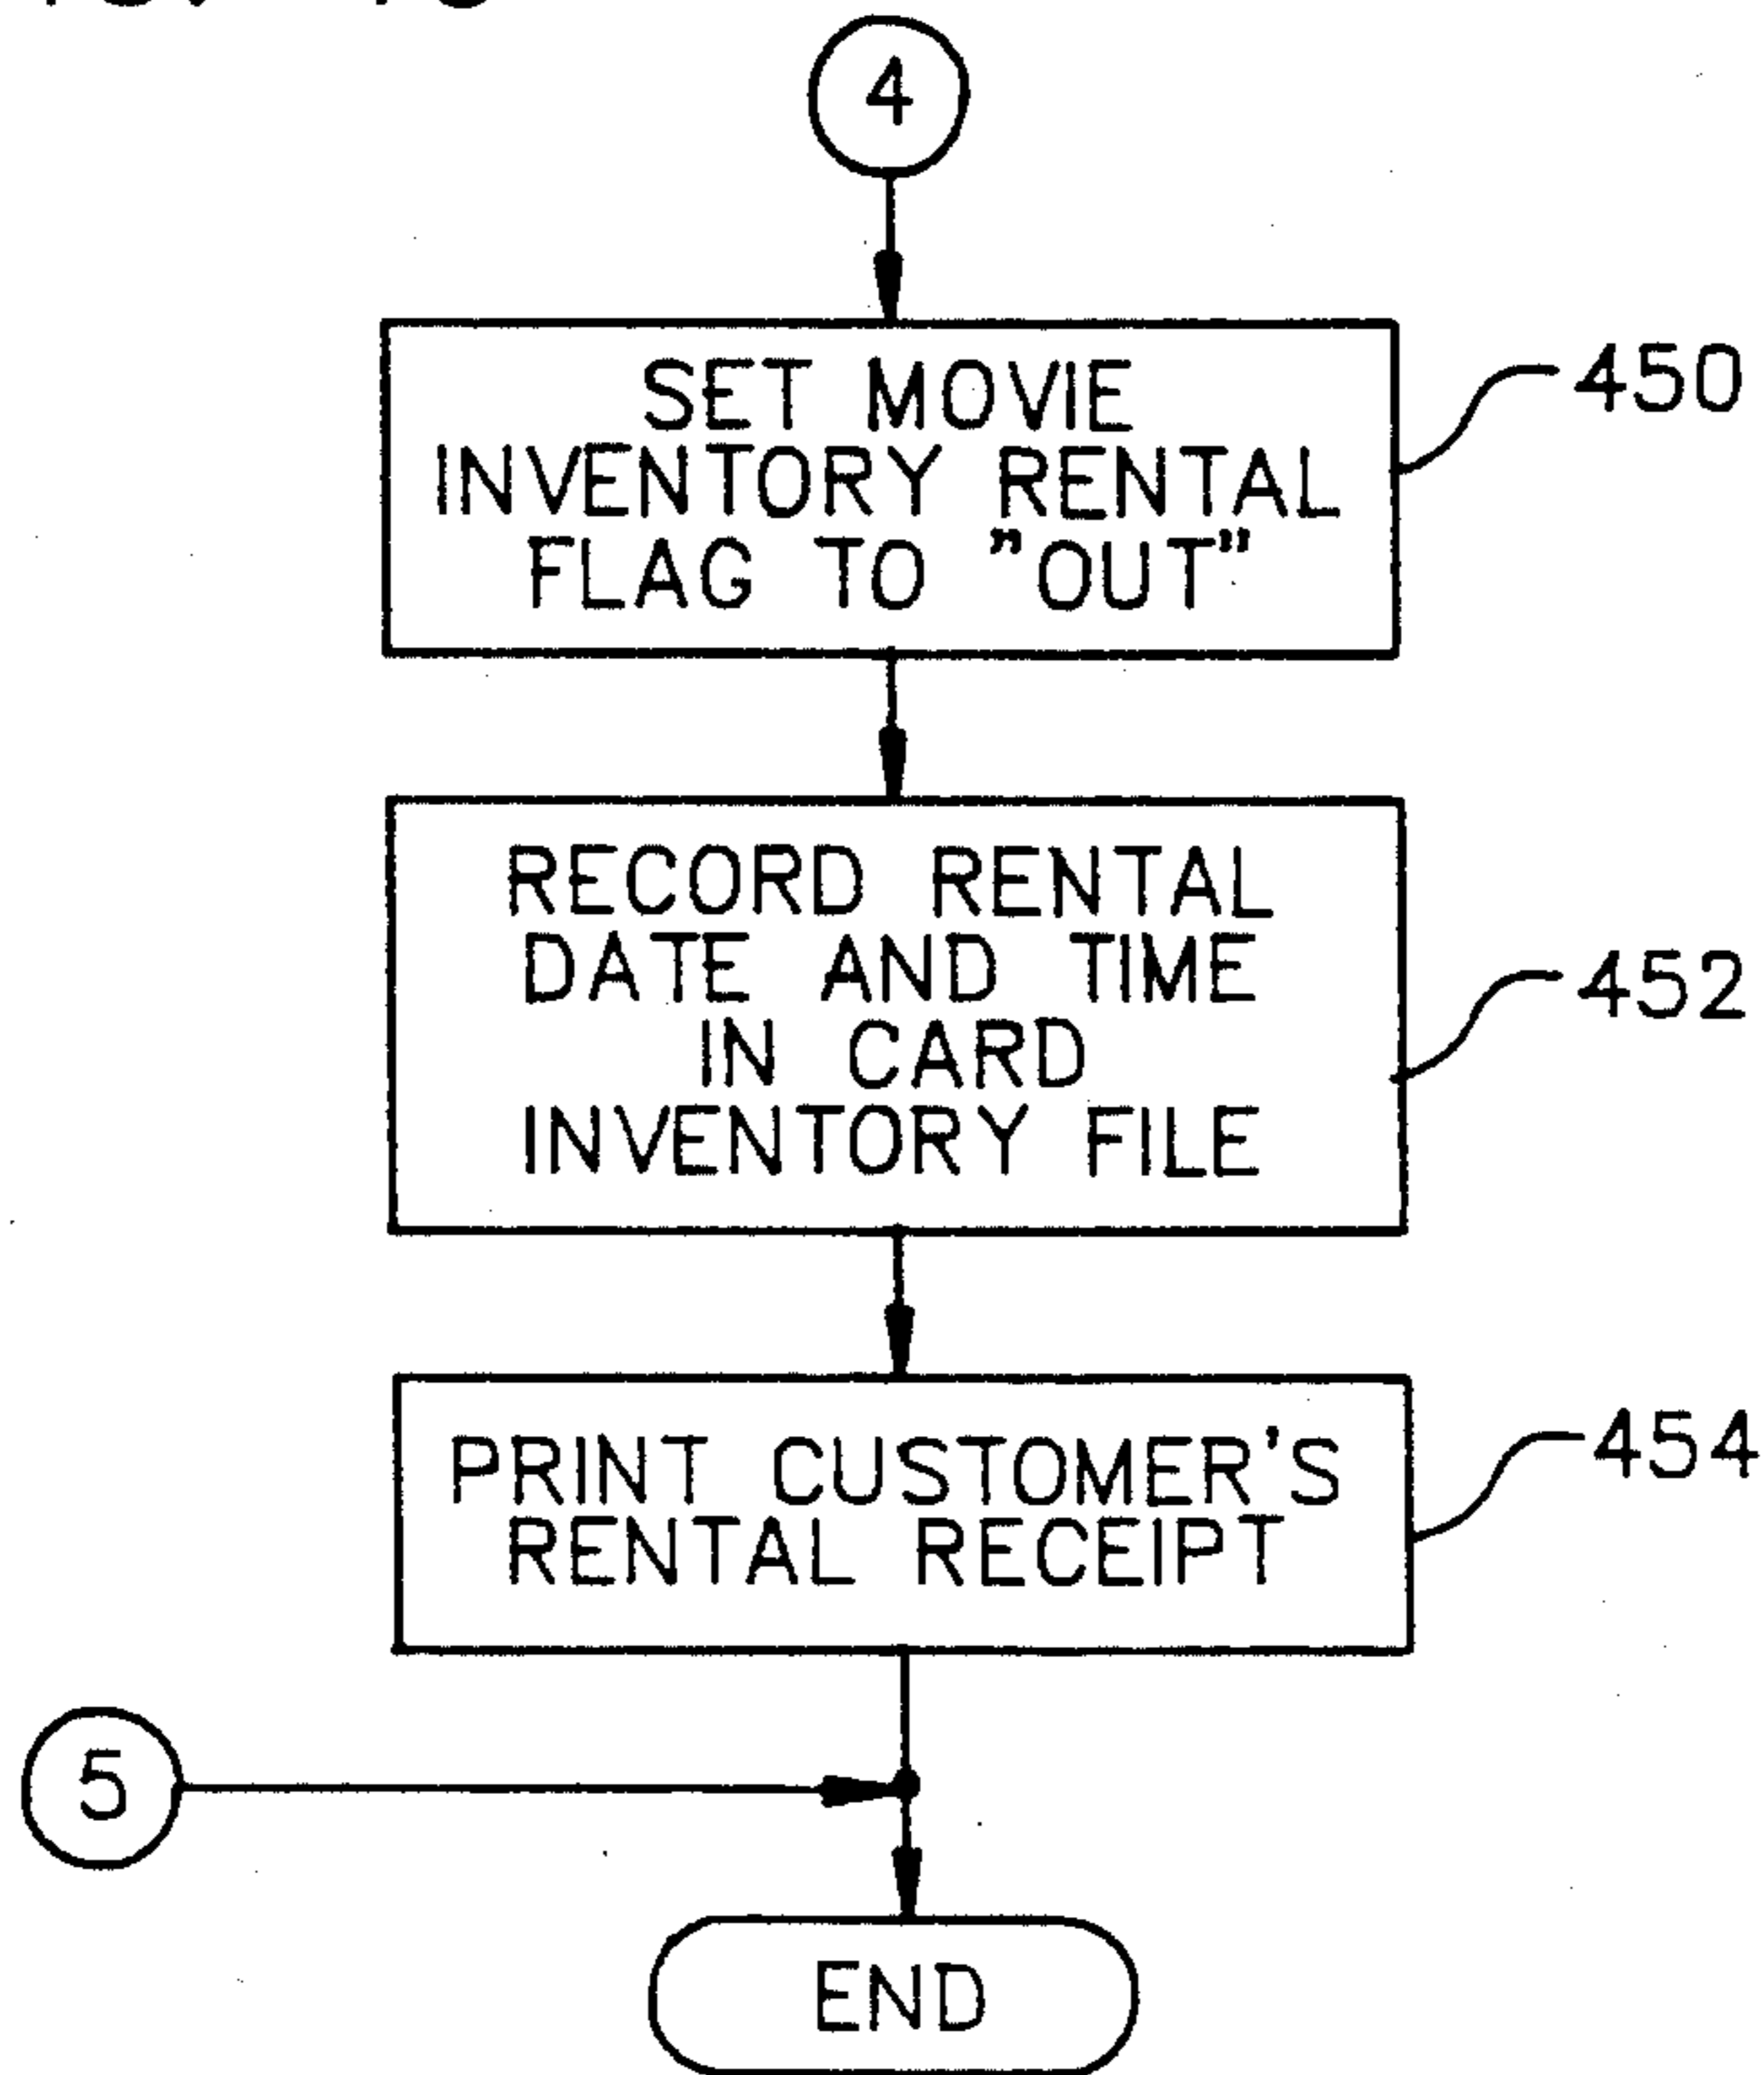 4
SET MOVIE
INVENTORY RENTAL
FLAG TO "OUT"
450
RECORD RENTAL
DATE AND TIME
IN CARD
INVENTORY FILE
452
PRINT CUSTOMER'S
RENTAL RECEIPT
454
5
END